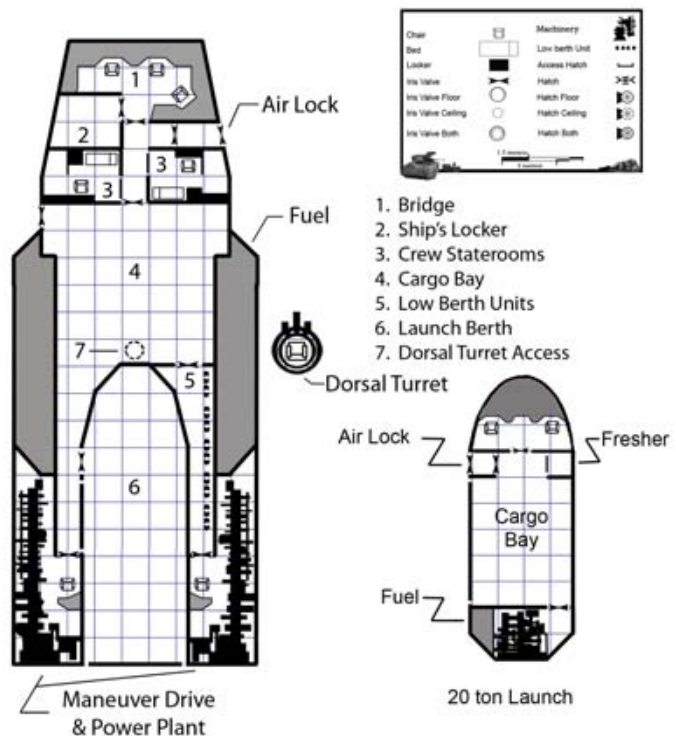 1
2
3
3
4
7
5
6
Air Lock
Fuel
Dorsal Turret
Maneuver Drive
& Power Plant
Chair
Machinery
Bed
Low berth Unit
Locker
Access Hatch
Iris Valve
Hatch
Iris Valve Floor
Hatch Floor
Iris Valve Ceiling
Hatch Ceiling
Iris Valve Both
Hatch Both
1. Bridge
2. Ship's Locker
3. Crew Staterooms
4. Cargo Bay
5. Low Berth Units
6. Launch Berth
7. Dorsal Turret Access
Air Lock
Fresher
Cargo
Bay
Fuel
20 ton Launch